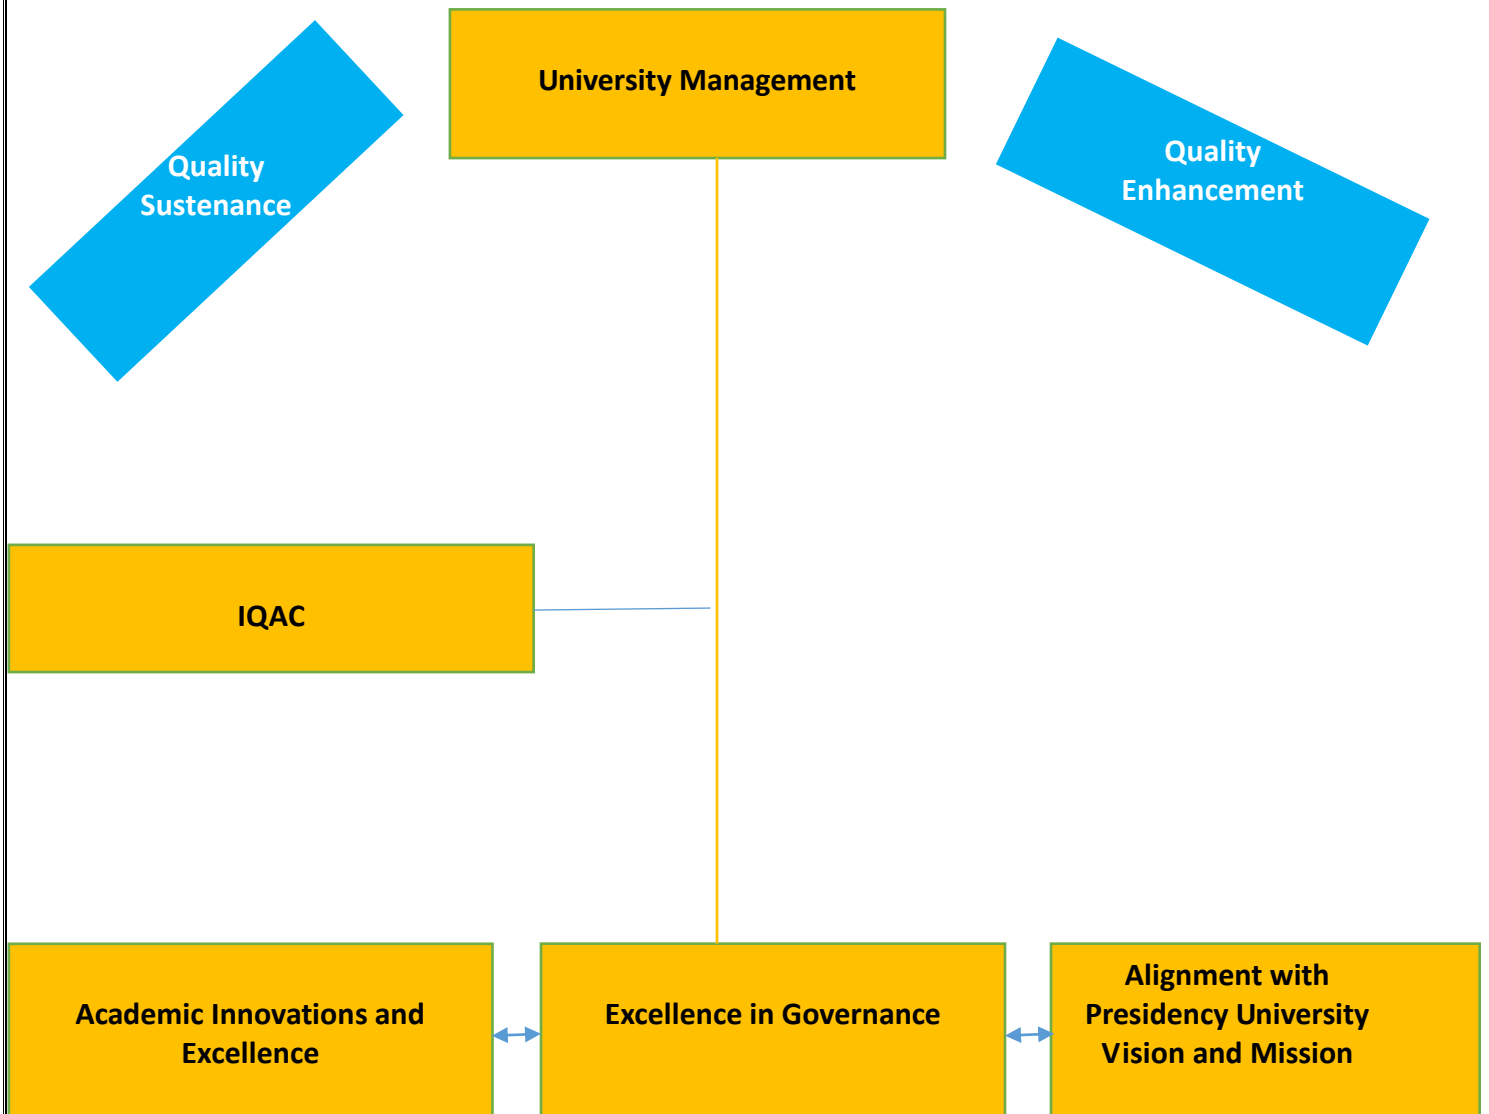 University Management
Quality
Sustenance
Quality
Enhancement
IQAC
Academic Innovations and
Excellence
Excellence in Governance
Alignment with
Presidency University
Vision and Mission